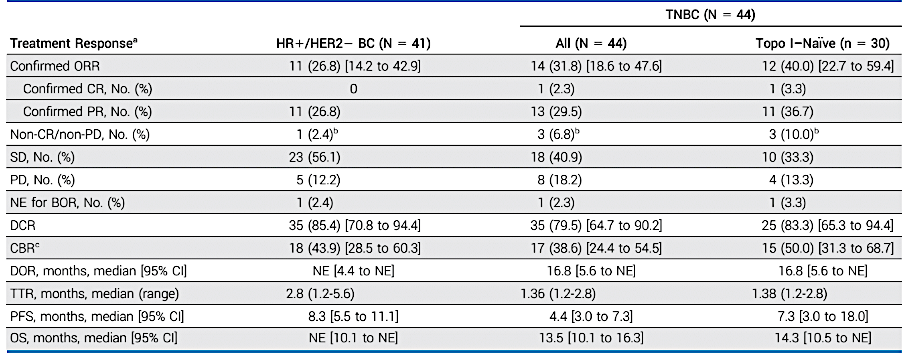 TNBC (N = 44)
Treatment Responseᵃ HR+/HER2− BC (N = 41) All (N = 44) Topo I–Naïve (n = 30)
Confirmed ORR 11 (26.8) [14.2 to 42.9] 14 (31.8) [18.6 to 47.6] 12 (40.0) [22.7 to 59.4]
Confirmed CR, No. (%) 0 1 (2.3) 1 (3.3)
Confirmed PR, No. (%) 11 (26.8) 13 (29.5) 11 (36.7)
Non-CR/non-PD, No. (%) 1 (2.4)ᵇ 3 (6.8)ᵇ 3 (10.0)ᵇ
SD, No. (%) 23 (56.1) 18 (40.9) 10 (33.3)
PD, No. (%) 5 (12.2) 8 (18.2) 4 (13.3)
NE for BOR, No. (%) 1 (2.4) 1 (2.3) 1 (3.3)
DCR 35 (85.4) [70.8 to 94.4] 35 (79.5) [64.7 to 90.2] 25 (83.3) [65.3 to 94.4]
CBRᶜ 18 (43.9) [28.5 to 60.3] 17 (38.6) [24.4 to 54.5] 15 (50.0) [31.3 to 68.7]
DOR, months, median [95% CI] NE [4.4 to NE] 16.8 [5.6 to NE] 16.8 [5.6 to NE]
TTR, months, median (range) 2.8 (1.2-5.6) 1.36 (1.2-2.8) 1.38 (1.2-2.8)
PFS, months, median [95% CI] 8.3 [5.5 to 11.1] 4.4 [3.0 to 7.3] 7.3 [3.0 to 18.0]
OS, months, median [95% CI] NE [10.1 to NE] 13.5 [10.1 to 16.3] 14.3 [10.5 to NE]